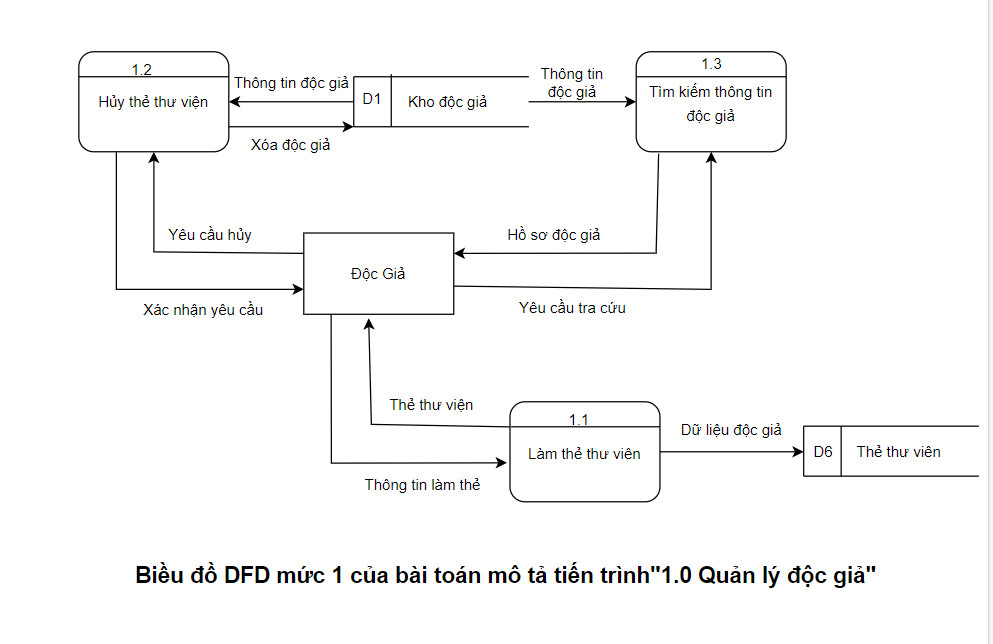 1.2
Hủy thẻ thư viện
Thông tin độc giả
D1
Kho độc giả
Xóa độc giả
Thông tin
độc giả
1.3
Tìm kiếm thông tin
độc giả
Yêu cầu hủy
Hồ sơ độc giả
Độc Giả
Xác nhận yêu cầu
Yêu cầu tra cứu
Thẻ thư viện
1.1
Làm thẻ thư viên
Dữ liệu độc giả
D6
Thẻ thư viên
Thông tin làm thẻ
Biều đồ DFD mức 1 của bài toán mô tả tiến trình"1.0 Quản lý độc giả"